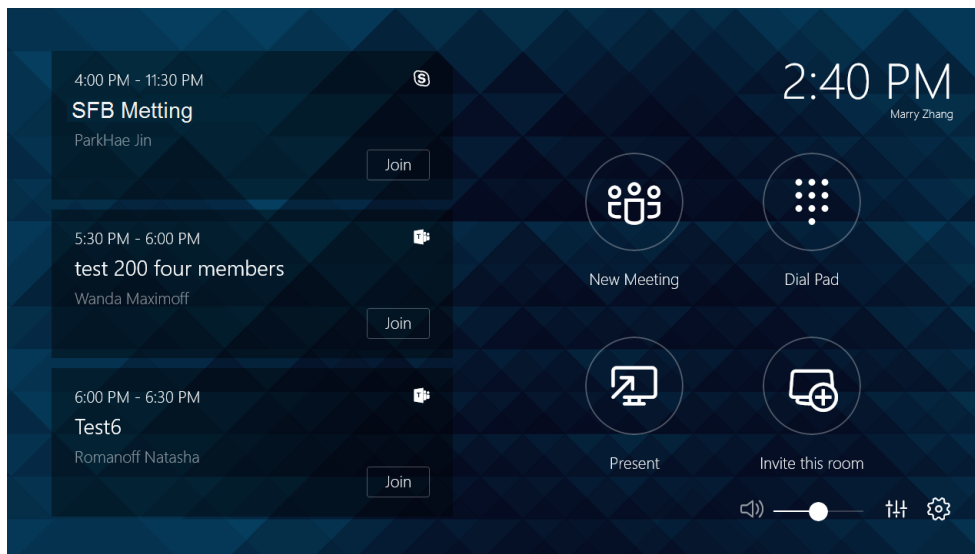 4:00 PM - 11:30 PM
SFB Metting
ParkHae Jin
Join
5:30 PM - 6:00 PM
test 200 four members
Wanda Maximoff
Join
6:00 PM - 6:30 PM
Test6
Romanoff Natasha
Join
2:40 PM
Marry Zhang
New Meeting
Dial Pad
Present
Invite this room